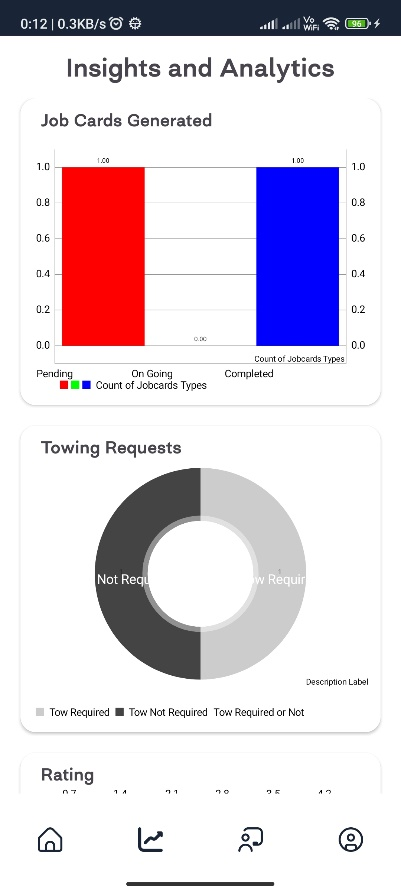 0:12 | 0.3KB/s Vo WiFi 96
Insights and Analytics
Job Cards Generated
1.00 1.00
1.0 1.0
0.8 0.8
0.6 0.6
0.4 0.4
0.2 0.2
0.00
0.0 0.0
Count of Jobcards Types
Pending On Going Completed
Count of Jobcards Types
Towing Requests
1 1
Not Requ ow Requir
Description Label
Tow Required Tow Not Required Tow Required or Not
Rating
0.7 1.4 2.1 2.8 3.5 4.2